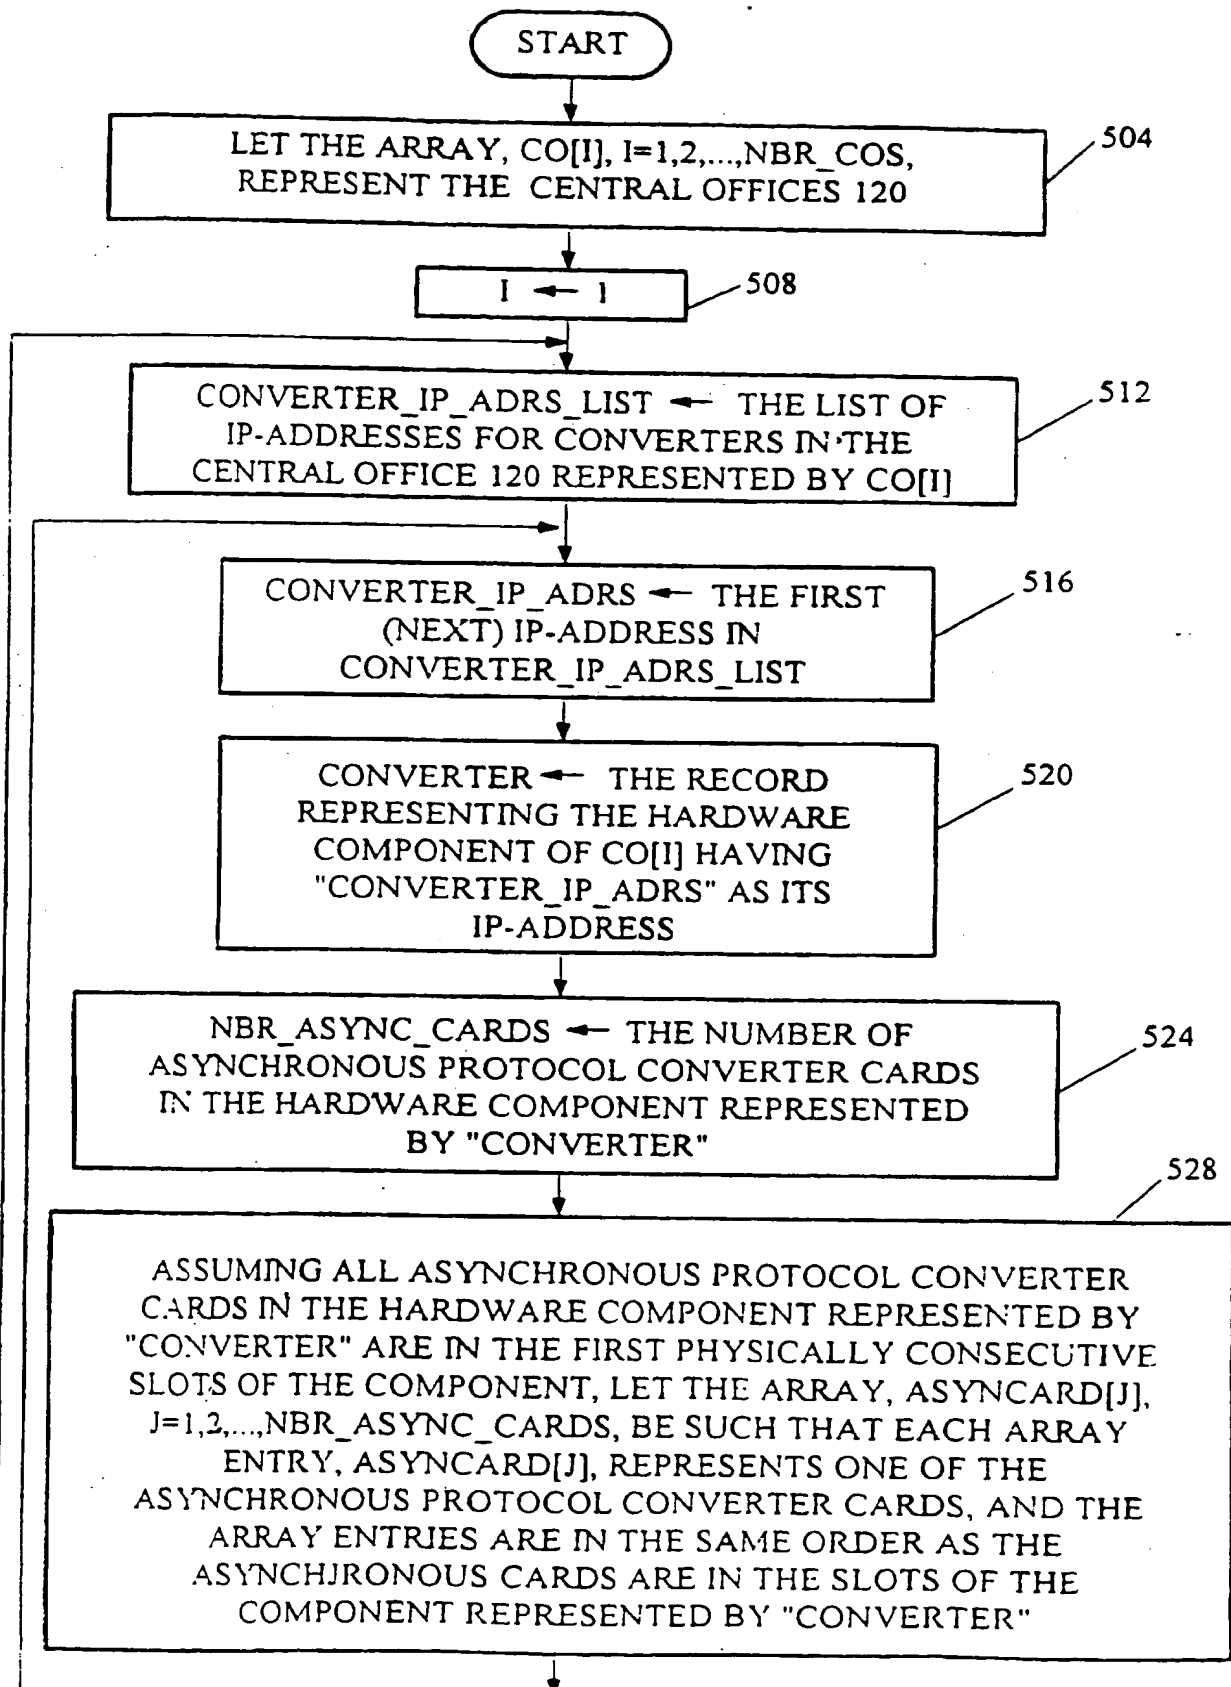 START
LET THE ARRAY, CO[I], I=1,2,...,NBR_COS,
REPRESENT THE CENTRAL OFFICES 120
504
I ← 1
508
CONVERTER_IP_ADRS_LIST ← THE LIST OF
IP-ADDRESSES FOR CONVERTERS IN THE
CENTRAL OFFICE 120 REPRESENTED BY CO[I]
512
CONVERTER_IP_ADRS ← THE FIRST
(NEXT) IP-ADDRESS IN
CONVERTER_IP_ADRS_LIST
516
CONVERTER ← THE RECORD
REPRESENTING THE HARDWARE
COMPONENT OF CO[I] HAVING
"CONVERTER_IP_ADRS" AS ITS
IP-ADDRESS
520
NBR_ASYNC_CARDS ← THE NUMBER OF
ASYNCHRONOUS PROTOCOL CONVERTER CARDS
IN THE HARDWARE COMPONENT REPRESENTED
BY "CONVERTER"
524
528
ASSUMING ALL ASYNCHRONOUS PROTOCOL CONVERTER
CARDS IN THE HARDWARE COMPONENT REPRESENTED BY
"CONVERTER" ARE IN THE FIRST PHYSICALLY CONSECUTIVE
SLOTS OF THE COMPONENT, LET THE ARRAY, ASYNCARD[J],
J=1,2,...,NBR_ASYNC_CARDS, BE SUCH THAT EACH ARRAY
ENTRY, ASYNCARD[J], REPRESENTS ONE OF THE
ASYNCHRONOUS PROTOCOL CONVERTER CARDS, AND THE
ARRAY ENTRIES ARE IN THE SAME ORDER AS THE
ASYNCHJRONOUS CARDS ARE IN THE SLOTS OF THE
COMPONENT REPRESENTED BY "CONVERTER"